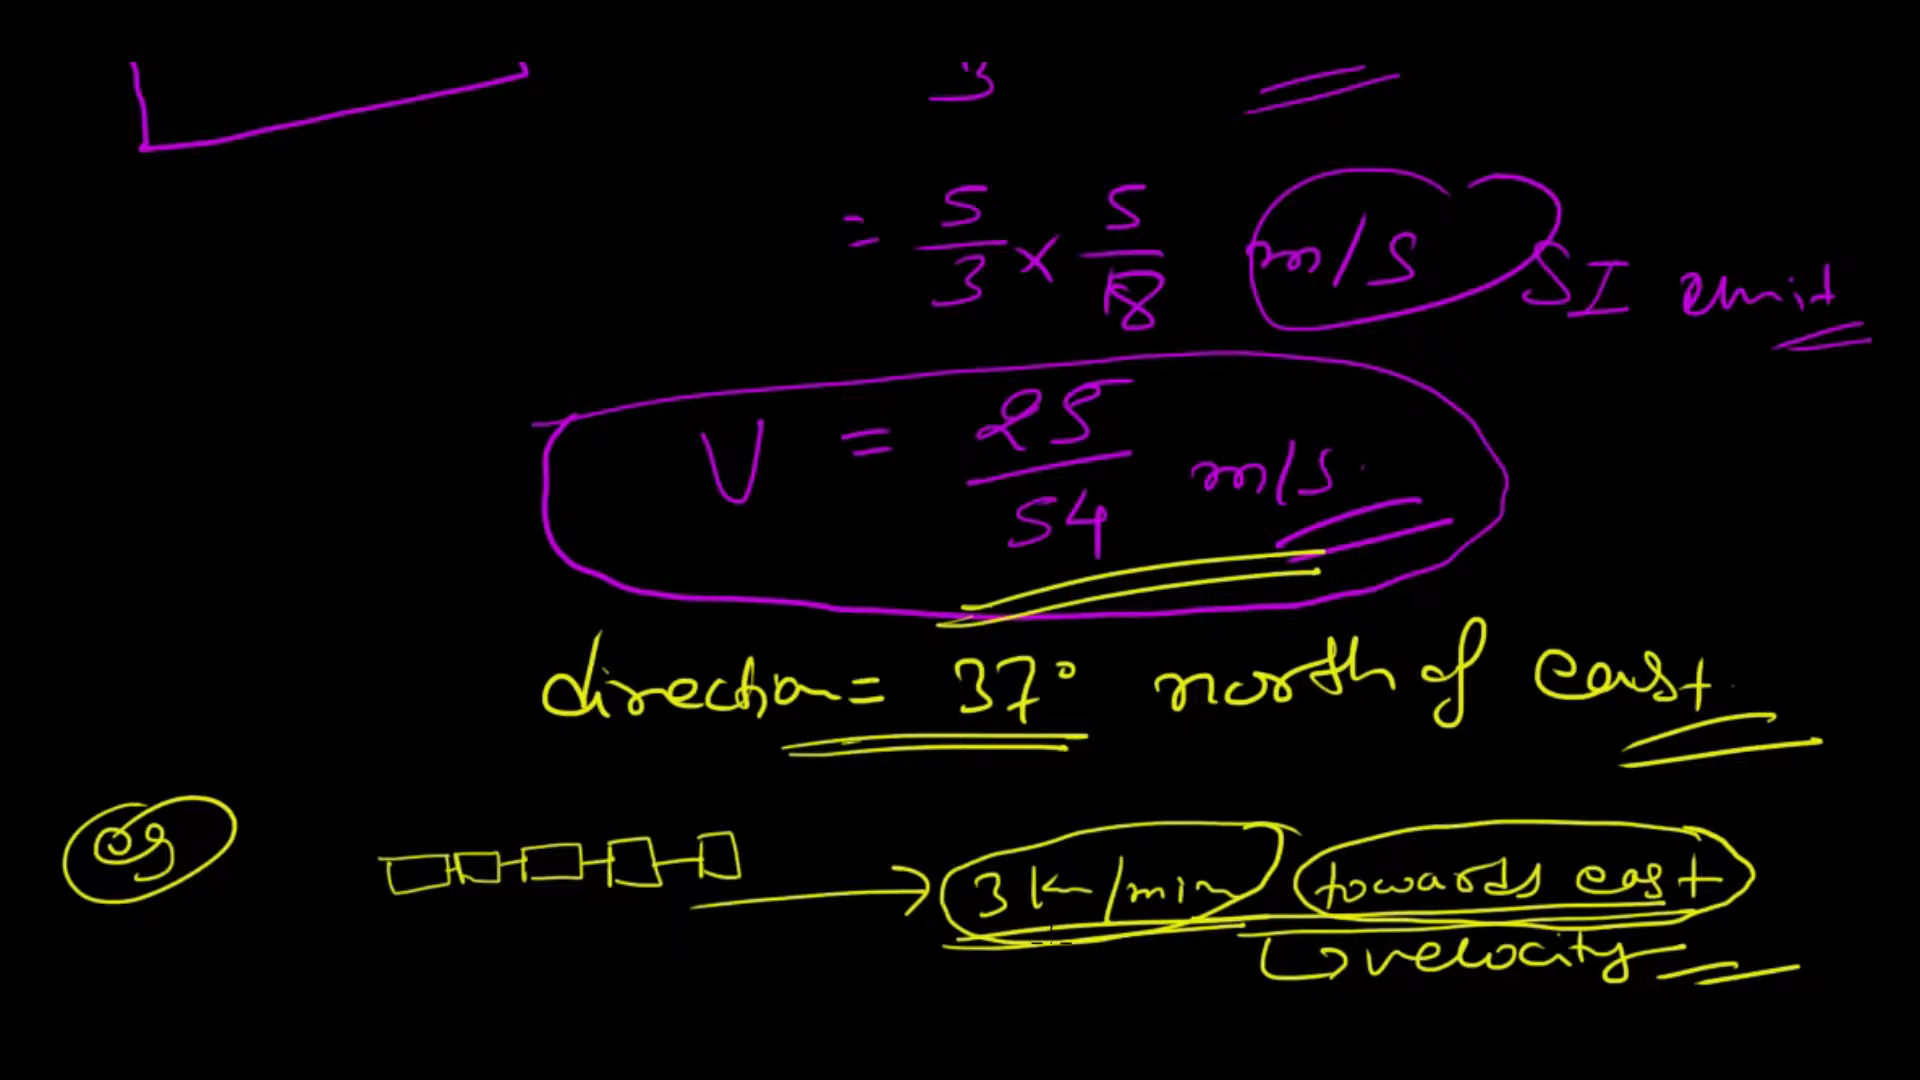 3
= 5/3 × 5/18 m/s SI unit
V = 25/54 m/s.
direction = 37° north of east.
eg
3 km/min towards east
velocity